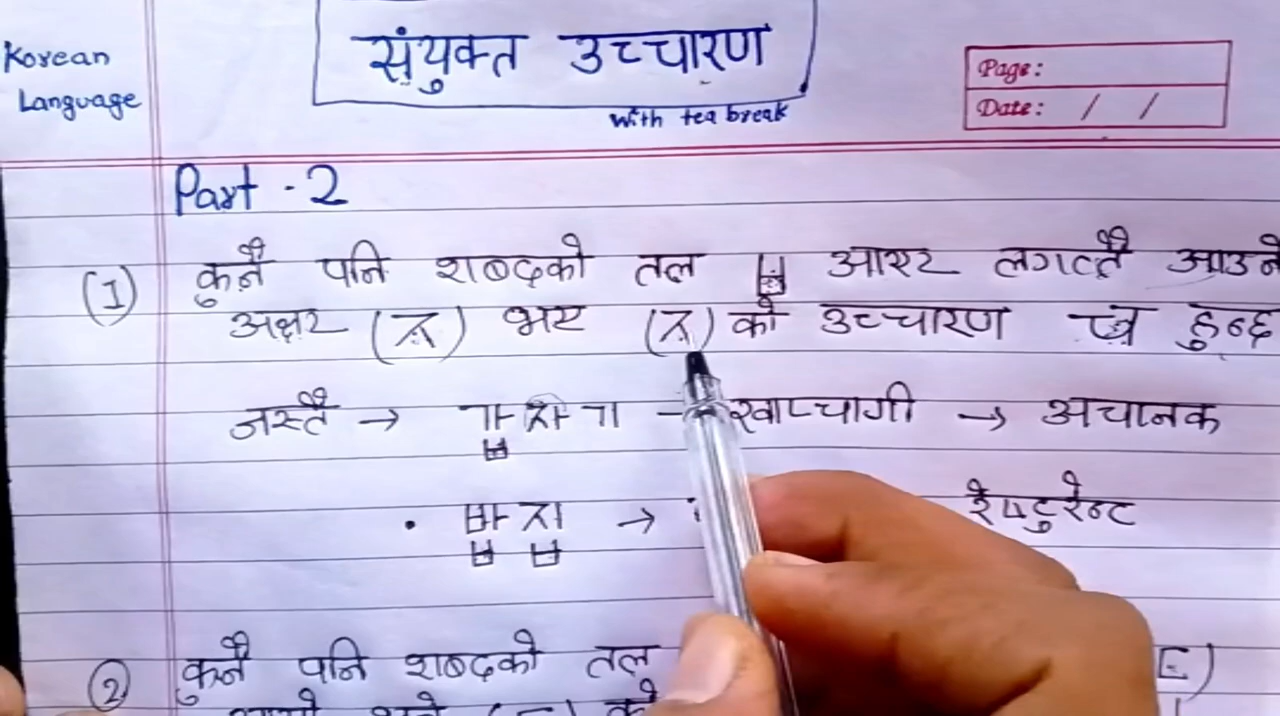 Korean
Language
संयुक्त उच्चारण
with tea break
Page:
Date: / /
Part - 2
(1) कुनै पनि शब्दको तल ㅂ आएर लगत्तै आउने
अक्षर (ㅈ) भए (ㅈ) को उच्चारण च्च हुन्छ
जस्तै → 갑자기 → खाप्चागी → अचानक
• 밥집 → रेष्टुरेन्ट
② कुनै पनि शब्दको तल ㄷ)